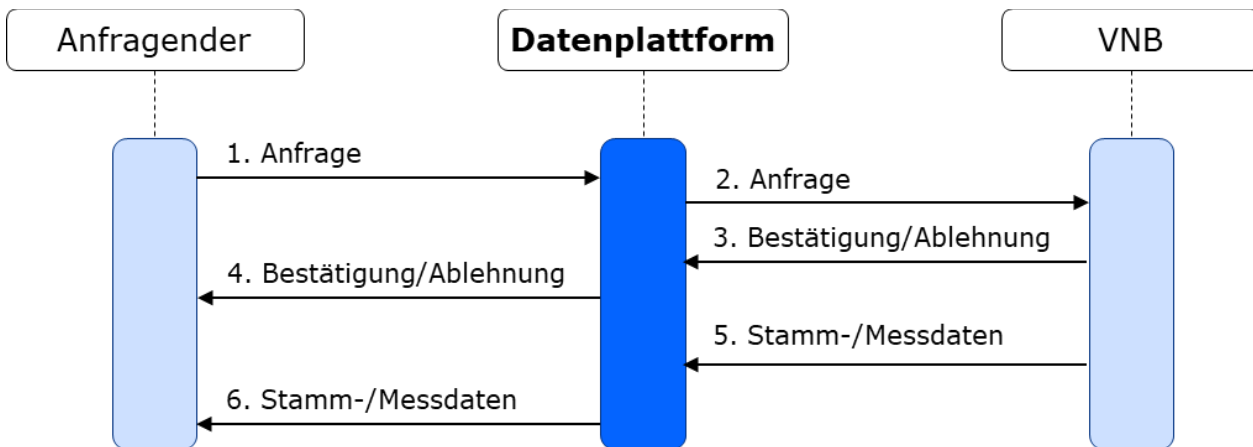 Anfragender
Datenplattform
VNB
1. Anfrage
2. Anfrage
3. Bestätigung/Ablehnung
4. Bestätigung/Ablehnung
5. Stamm-/Messdaten
6. Stamm-/Messdaten